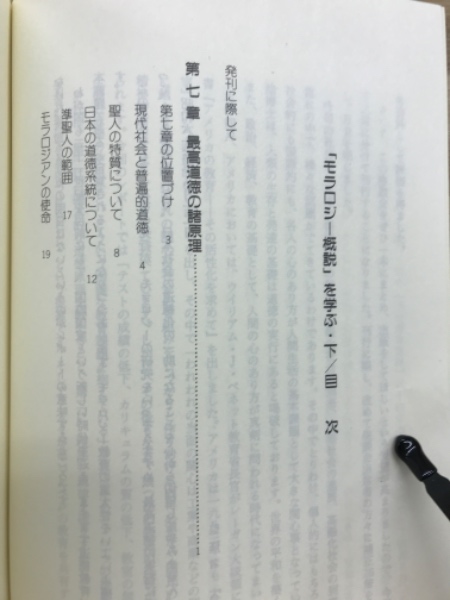 「モラロジー概説」を学ぶ・下／目次
発刊に際して
第七章　最高道徳の諸原理……………………1
第七章の位置づけ　3
現代社会と普遍的道徳　4
聖人の特質について　8
日本の道徳系統について　12
準聖人の範囲　17
モラロジアンの使命　19